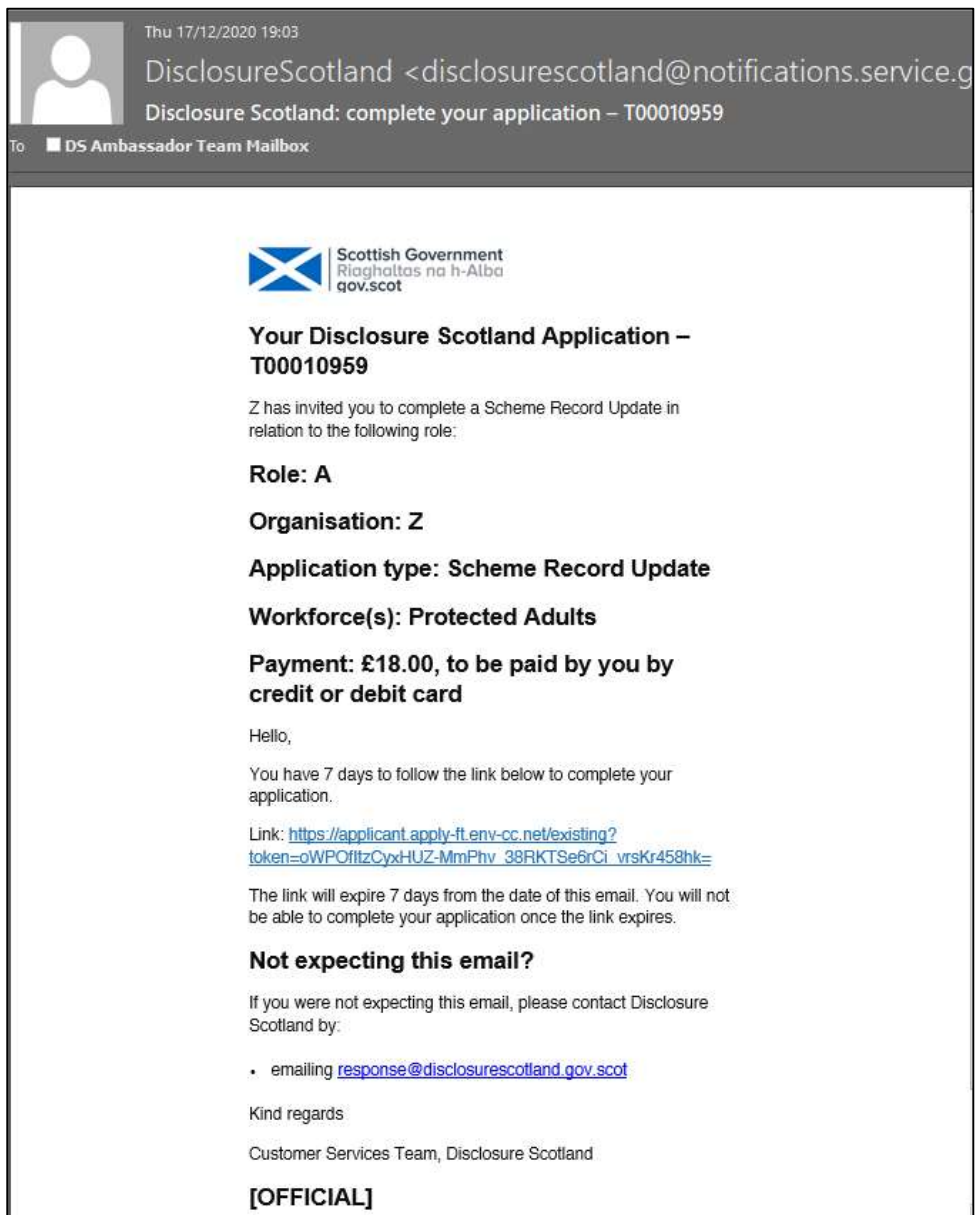 Thu 17/12/2020 19:03
DisclosureScotland <disclosurescotland@notifications.service.g
Disclosure Scotland: complete your application – T00010959
To DS Ambassador Team Mailbox
Scottish Government
Riaghaltas na h-Alba
gov.scot
Your Disclosure Scotland Application –
T00010959
Z has invited you to complete a Scheme Record Update in
relation to the following role:
Role: A
Organisation: Z
Application type: Scheme Record Update
Workforce(s): Protected Adults
Payment: £18.00, to be paid by you by
credit or debit card
Hello,
You have 7 days to follow the link below to complete your
application.
Link: https://applicant.apply-ft.env-cc.net/existing?
token=oWPOfItzCyxHUZ-MmPhv_38RKTSe6rCi_vrsKr458hk=
The link will expire 7 days from the date of this email. You will not
be able to complete your application once the link expires.
Not expecting this email?
If you were not expecting this email, please contact Disclosure
Scotland by:
• emailing response@disclosurescotland.gov.scot
Kind regards
Customer Services Team, Disclosure Scotland
[OFFICIAL]